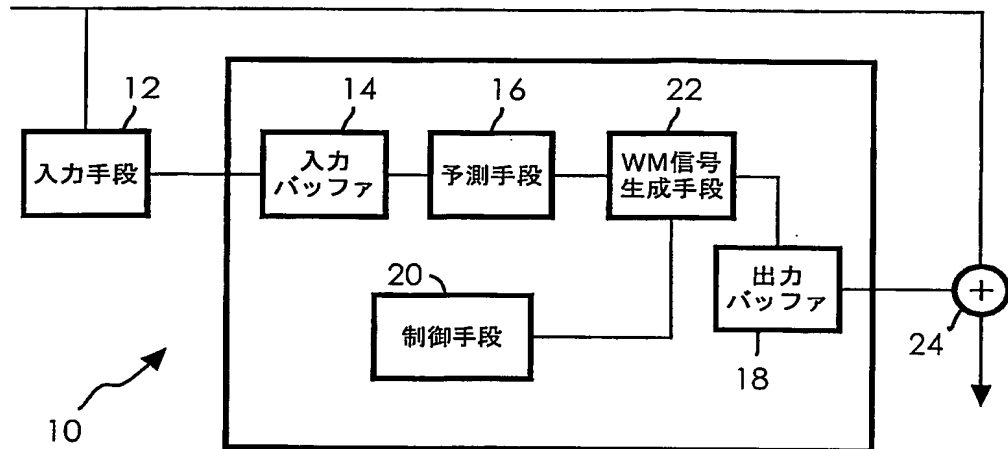 12
14
16
22
入力手段
入力
バッファ
予測手段
WM信号
生成手段
20
制御手段
出力
バッファ
+
24
18
10